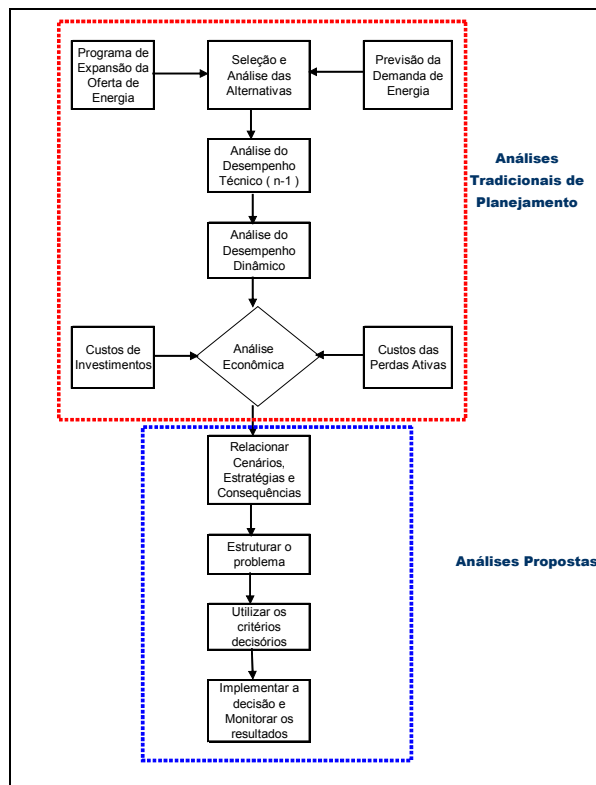 Programa de
Expansão da
Oferta de
Energia
Seleção e
Análise das
Alternativas
Previsão da
Demanda de
Energia
Análise do
Desempenho
Técnico ( n-1 )
Análises
Tradicionais de
Planejamento
Análise do
Desempenho
Dinâmico
Custos de
Investimentos
Análise
Econômica
Custos das
Perdas Ativas
Relacionar
Cenários,
Estratégias e
Consequências
Estruturar o
problema
Análises Propostas
Utilizar os
critérios
decisórios
Implementar a
decisão e
Monitorar os
resultados